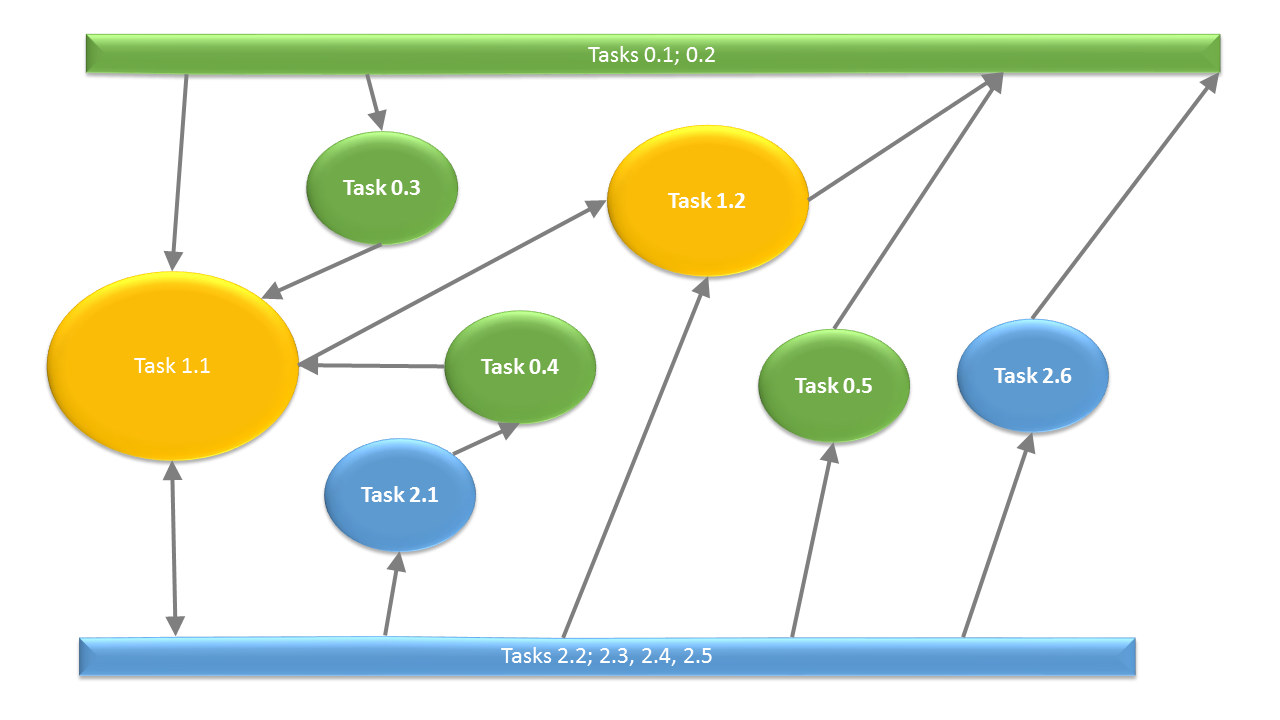 Tasks 0.1; 0.2
Task 0.3
Task 1.2
Task 1.1
Task 0.4
Task 0.5
Task 2.6
Task 2.1
Tasks 2.2; 2.3, 2.4, 2.5